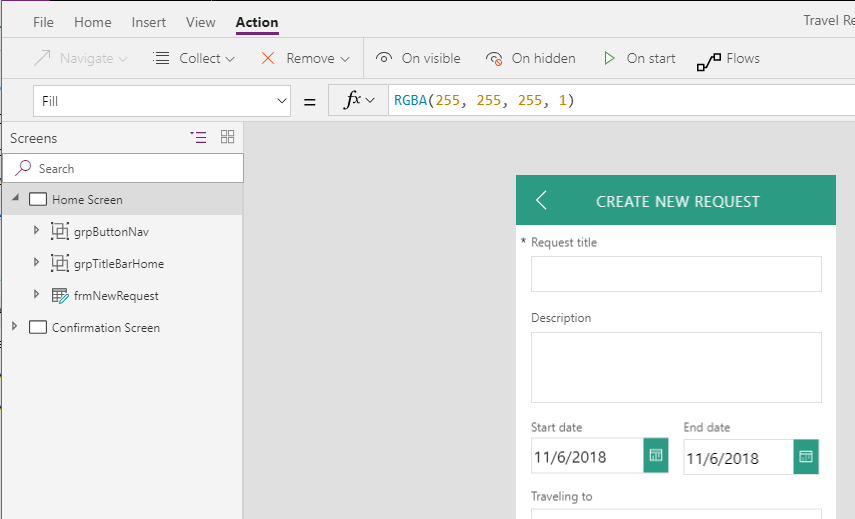 File Home Insert View Action Travel Re
Navigate Collect Remove On visible On hidden On start Flows
Fill = fx RGBA(255, 255, 255, 1)
Screens
Search
Home Screen
grpButtonNav
grpTitleBarHome
frmNewRequest
Confirmation Screen
CREATE NEW REQUEST
* Request title
Description
Start date End date
11/6/2018 11/6/2018
Traveling to